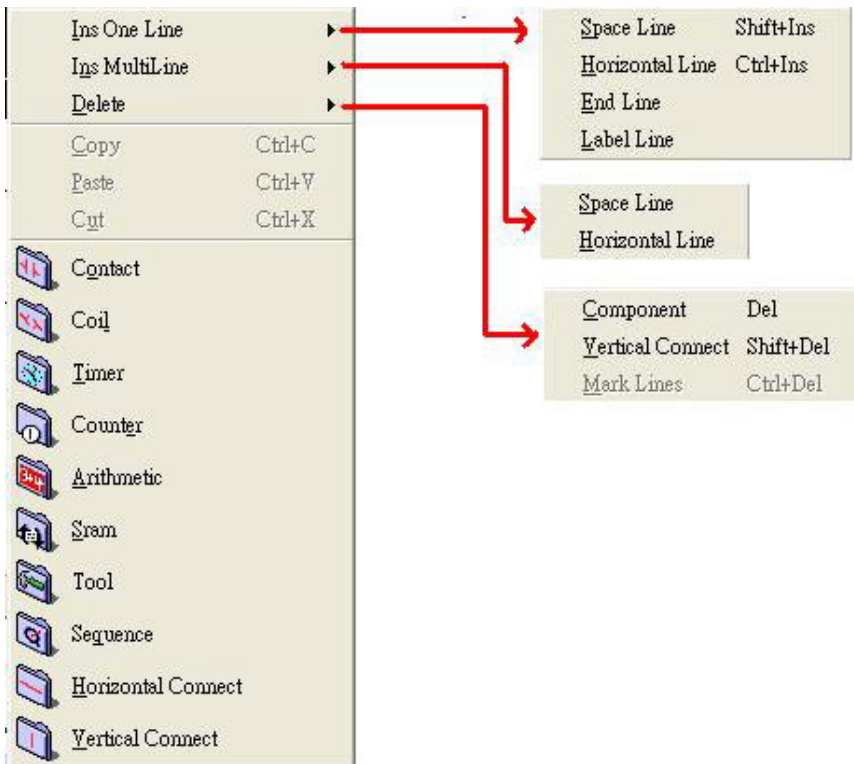 Ins One Line
Ins MultiLine
Delete
Copy Ctrl+C
Paste Ctrl+V
Cut Ctrl+X
Contact
Coil
Timer
Counter
Arithmetic
Sram
Tool
Sequence
Horizontal Connect
Vertical Connect
Space Line Shift+Ins
Horizontal Line Ctrl+Ins
End Line
Label Line
Space Line
Horizontal Line
Component Del
Vertical Connect Shift+Del
Mark Lines Ctrl+Del